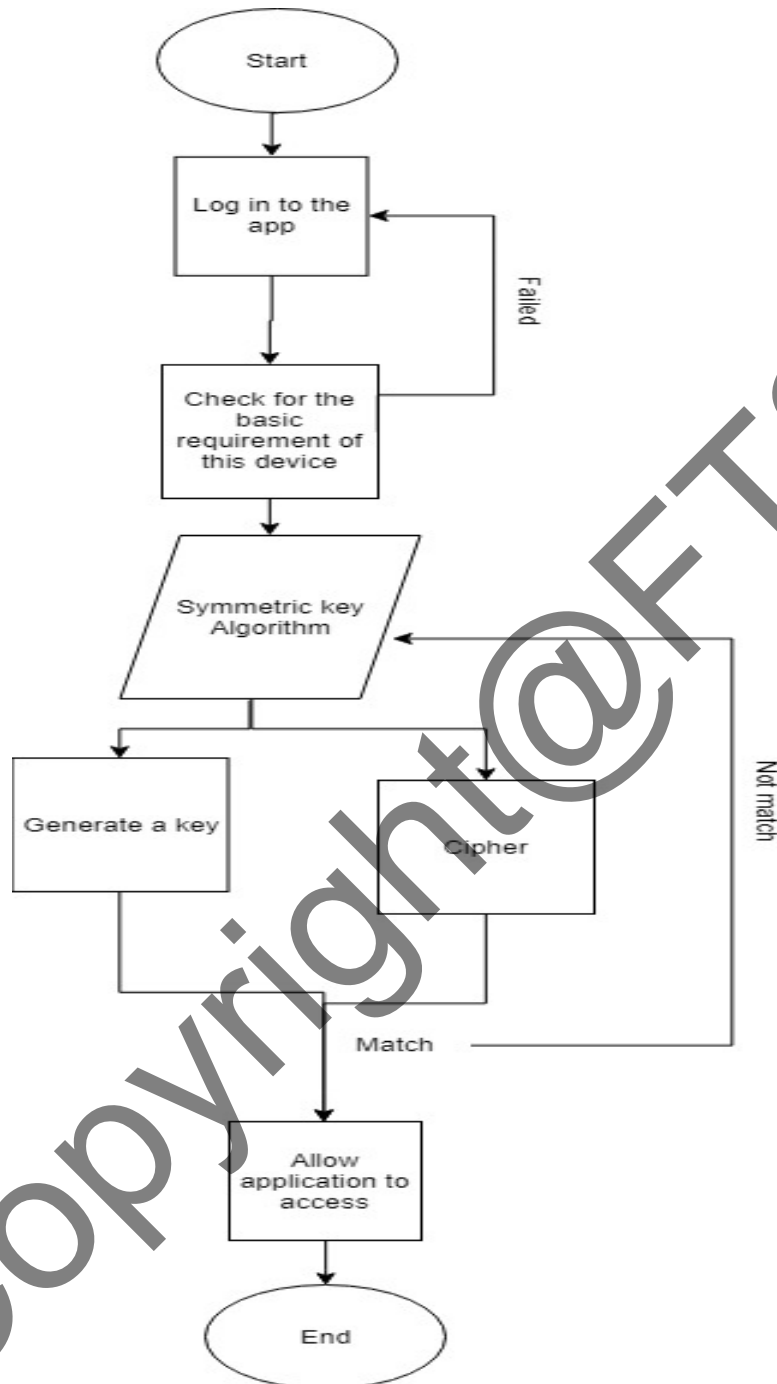 Start
Log in to the
app
Failed
Check for the
basic
requirement of
this device
Symmetric key
Algorithm
Generate a key
Cipher
Not match
Match
Allow
application to
access
End
opyright@FT